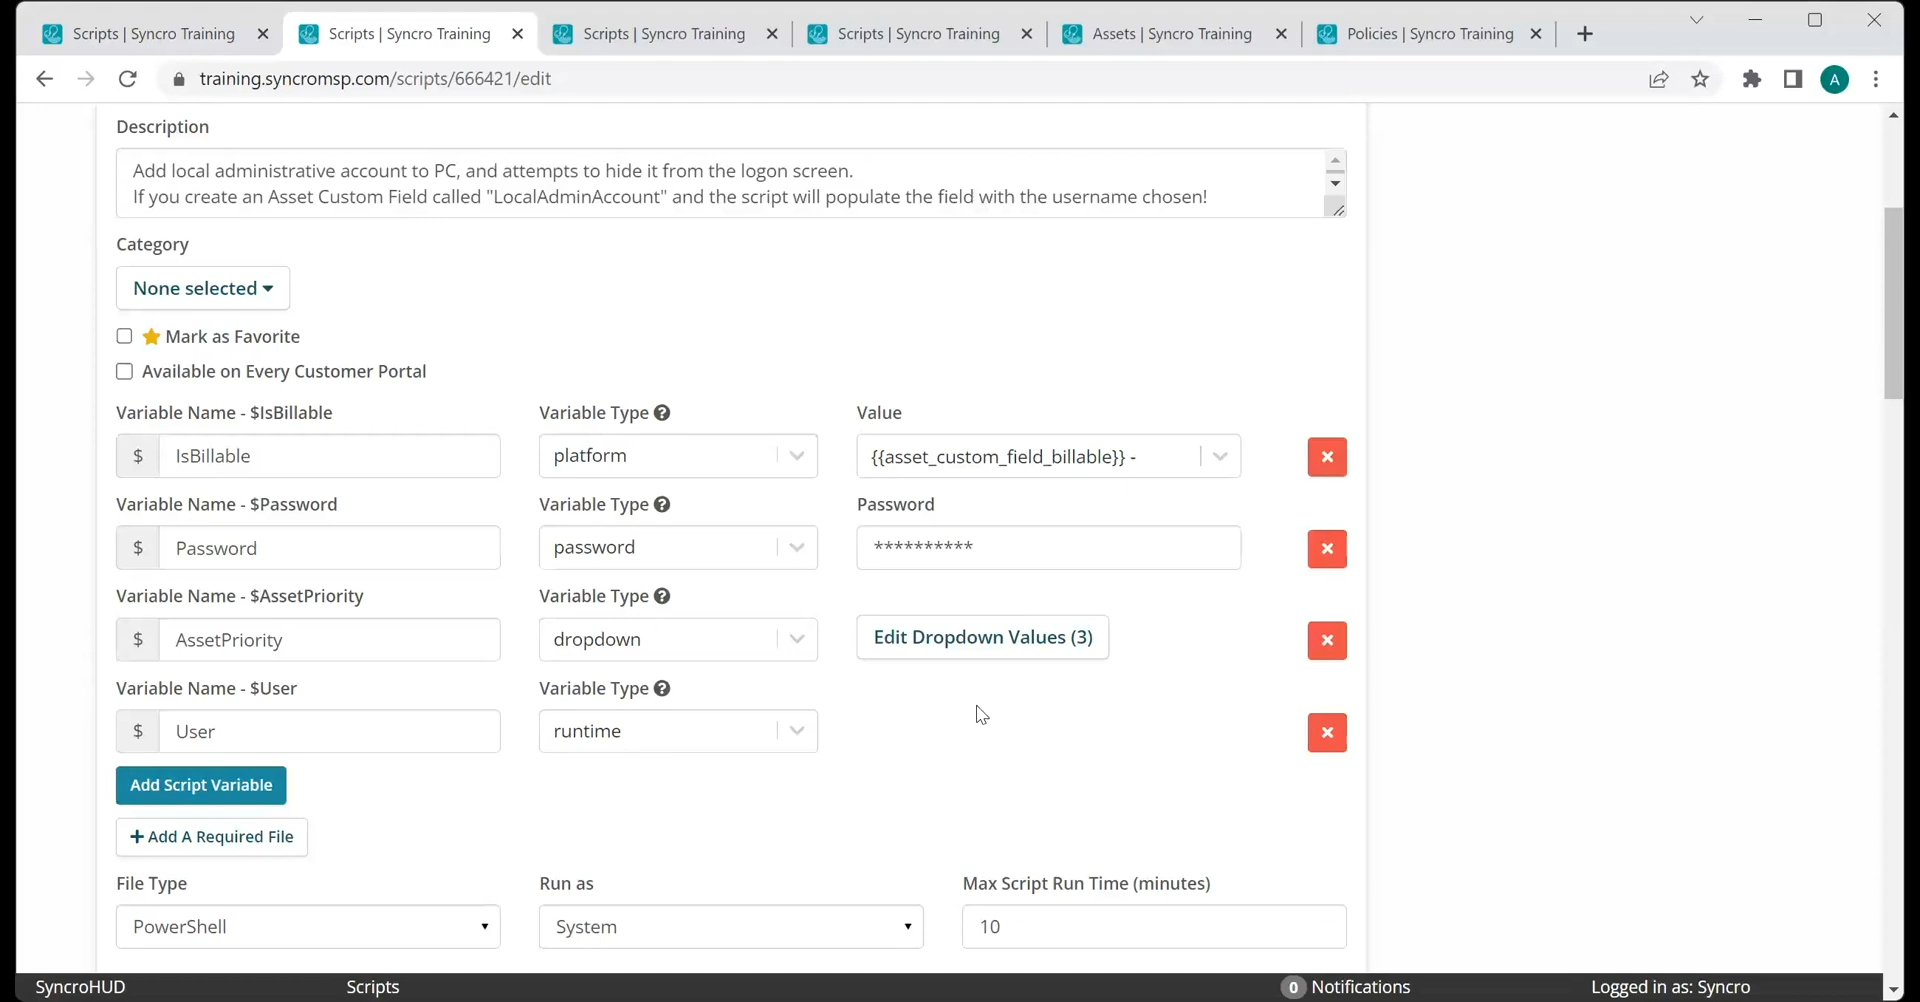 Scripts | Syncro Training
Scripts | Syncro Training
Scripts | Syncro Training
Scripts | Syncro Training
Assets | Syncro Training
Policies | Syncro Training
training.syncromsp.com/scripts/666421/edit
A
Description
Add local administrative account to PC, and attempts to hide it from the logon screen.
If you create an Asset Custom Field called "LocalAdminAccount" and the script will populate the field with the username chosen!
Category
None selected
Mark as Favorite
Available on Every Customer Portal
Variable Name - $IsBillable
Variable Type
Value
$ IsBillable
platform
{{asset_custom_field_billable}} -
Variable Name - $Password
Variable Type
Password
$ Password
password
**********
Variable Name - $AssetPriority
Variable Type
$ AssetPriority
dropdown
Edit Dropdown Values (3)
Variable Name - $User
Variable Type
$ User
runtime
Add Script Variable
+ Add A Required File
File Type
Run as
Max Script Run Time (minutes)
PowerShell
System
10
SyncroHUD
Scripts
0 Notifications
Logged in as: Syncro